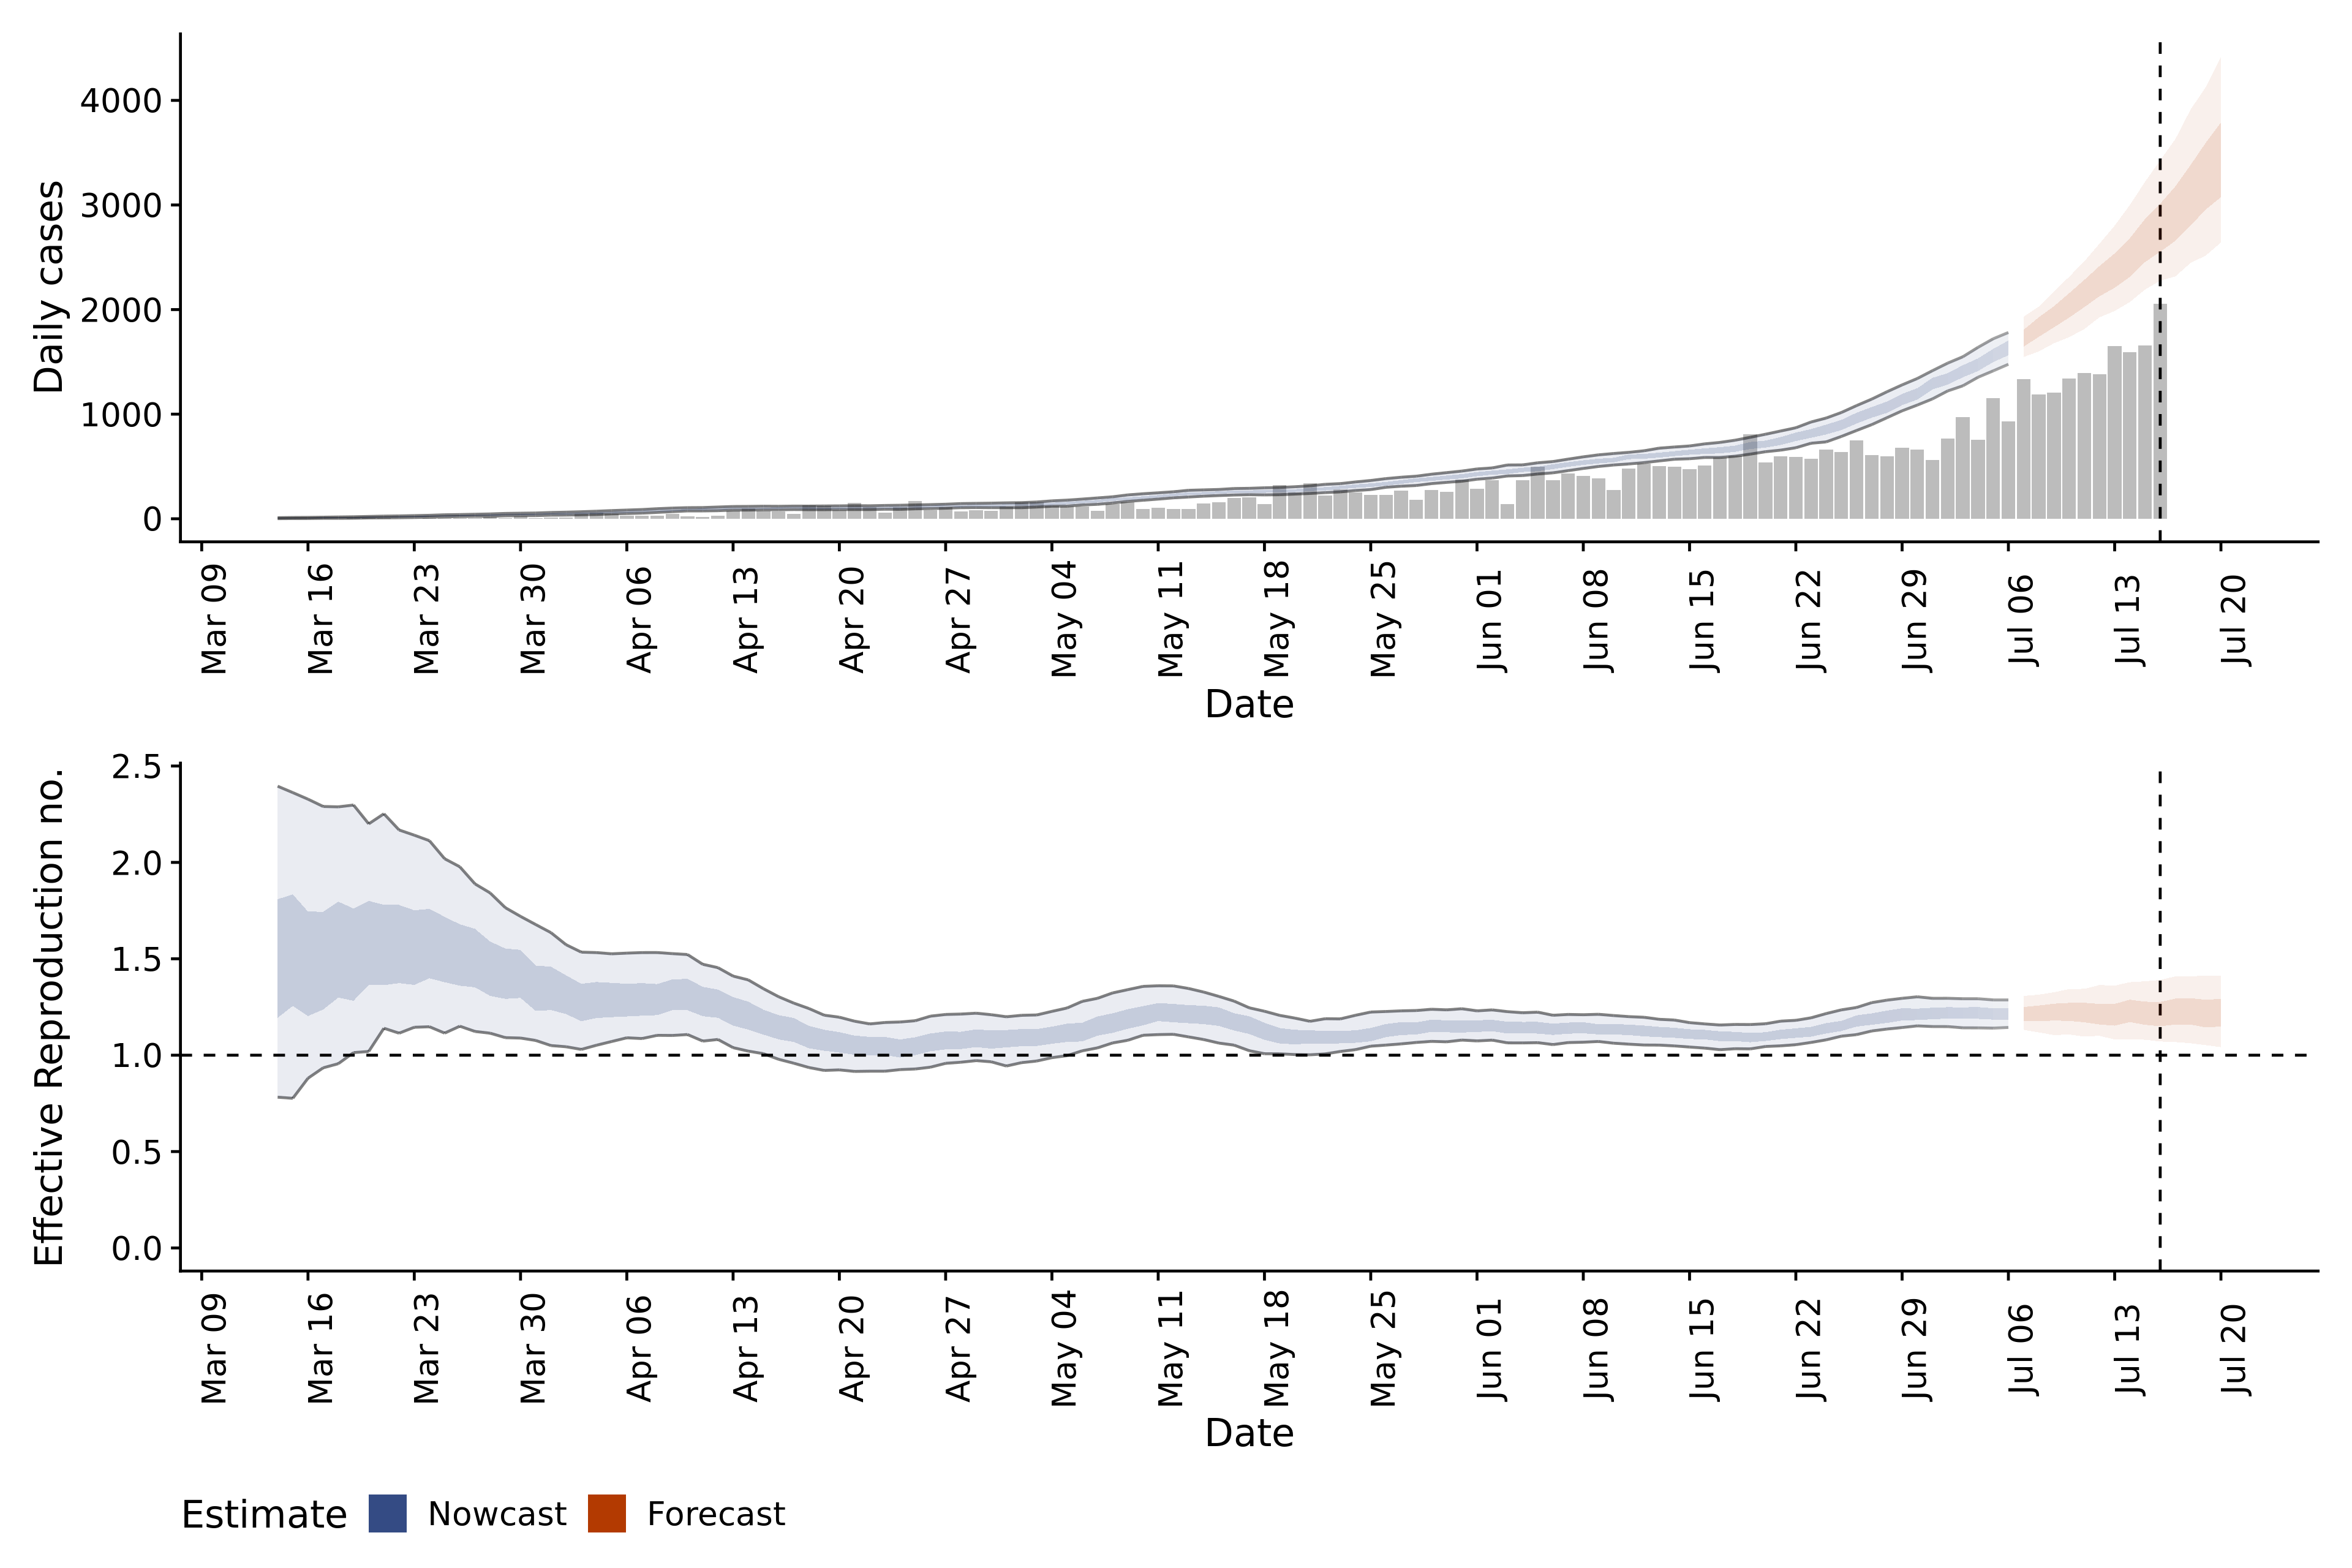 Daily cases
4000
3000
2000
1000
0
Mar 09
Mar 16
Mar 23
Mar 30
Apr 06
Apr 13
Apr 20
Apr 27
May 04
May 11
May 18
May 25
Jun 01
Jun 08
Jun 15
Jun 22
Jun 29
Jul 06
Jul 13
Jul 20
Date
Effective Reproduction no.
2.5
2.0
1.5
1.0
0.5
0.0
Mar 09
Mar 16
Mar 23
Mar 30
Apr 06
Apr 13
Apr 20
Apr 27
May 04
May 11
May 18
May 25
Jun 01
Jun 08
Jun 15
Jun 22
Jun 29
Jul 06
Jul 13
Jul 20
Date
Estimate Nowcast Forecast